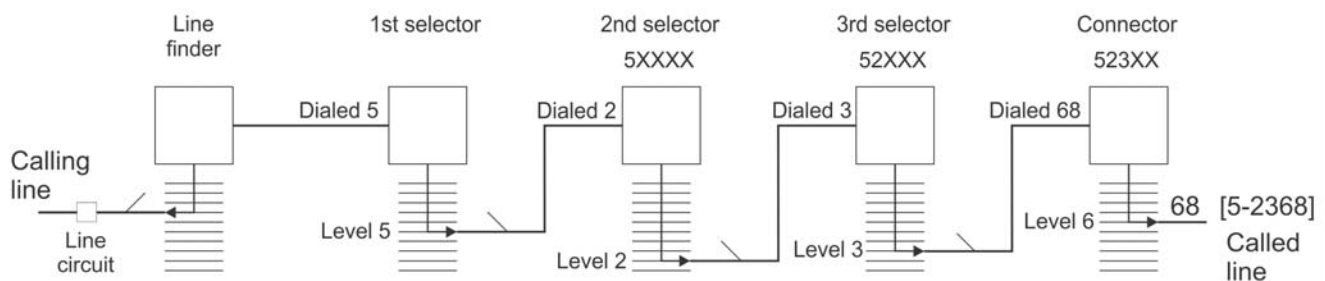 Line
finder
1st selector
2nd selector
5XXXX
3rd selector
52XXX
Connector
523XX
Dialed 5
Dialed 2
Dialed 3
Dialed 68
Calling
line
Line
circuit
Level 5
Level 2
Level 3
Level 6
68 [5-2368]
Called
line